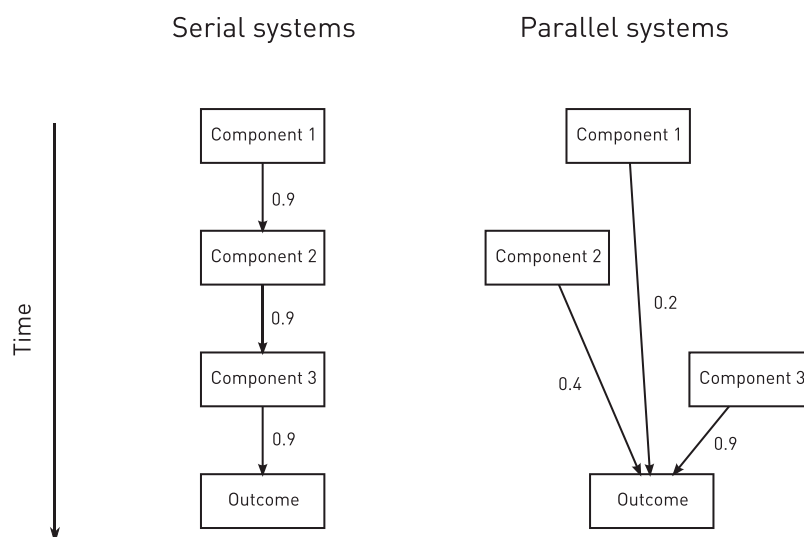 Serial systems
Parallel systems
Time
Component 1
0.9
Component 2
0.9
Component 3
0.9
Outcome
Component 1
Component 2
0.2
0.4
Component 3
0.9
Outcome